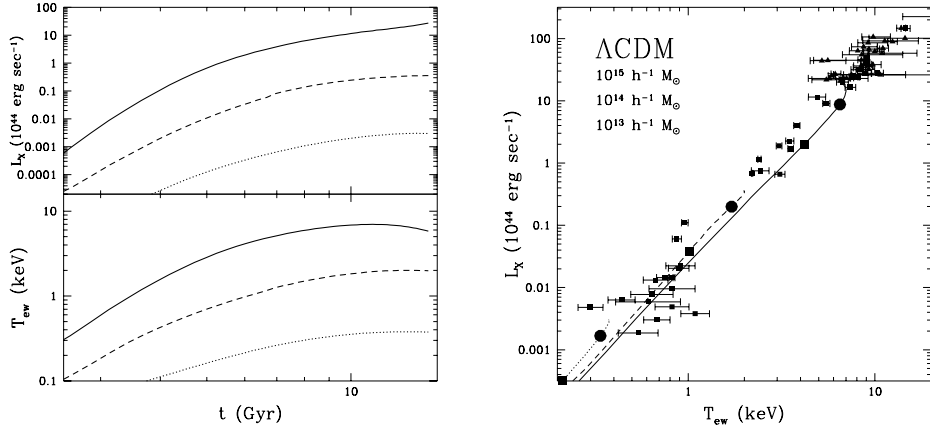 100
10
1
0.1
0.01
0.001
0.0001
L_X (10^44 erg sec^-1)
10
1
0.1
T_ew (keV)
10
t (Gyr)
ΛCDM
10^15 h^-1 M_⊙
10^14 h^-1 M_⊙
10^13 h^-1 M_⊙
100
10
1
0.1
0.01
0.001
L_X (10^44 erg sec^-1)
1
10
T_ew (keV)